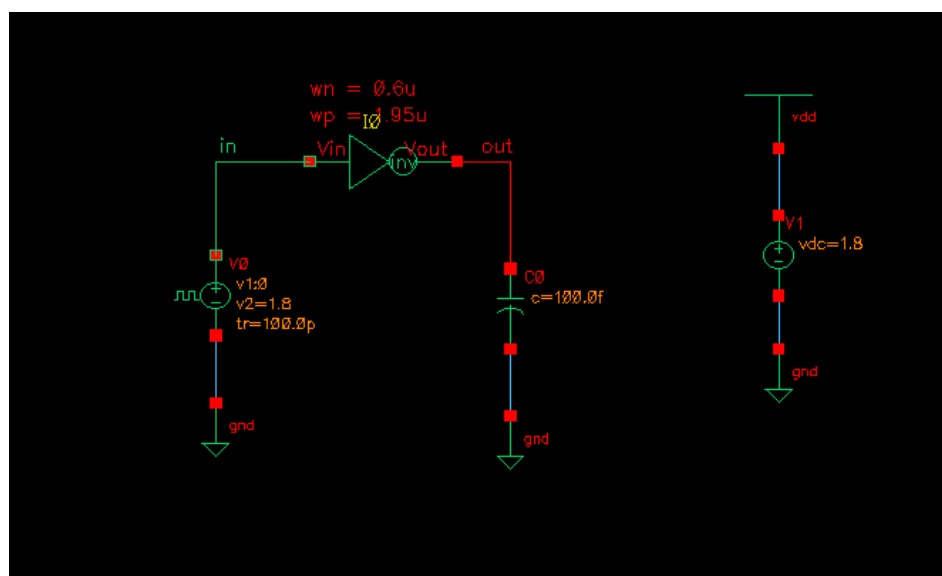 wn = 0.6u
wp = 1.95u
I0
in
Vin
inv
Vout
out
vdd
V1
vdc=1.8
gnd
V0
v1:0
v2=1.8
tr=100.0p
gnd
C0
c=100.0f
gnd